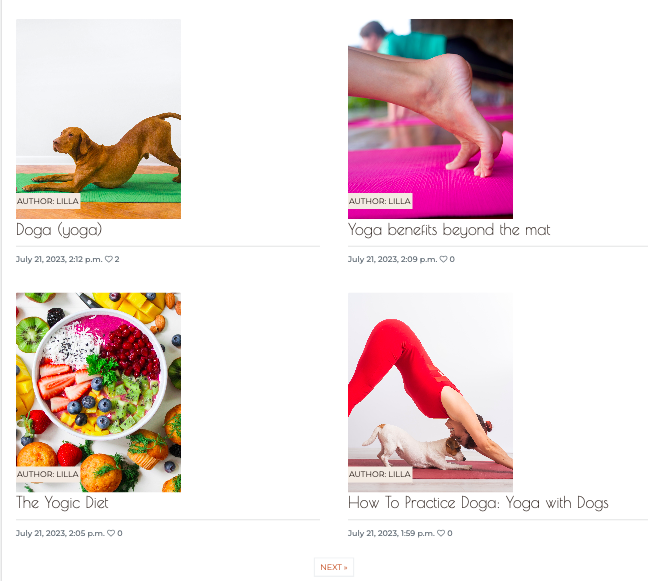 AUTHOR: LILLA
Doga (yoga)
July 21, 2023, 2:12 p.m. ♡ 2
AUTHOR: LILLA
Yoga benefits beyond the mat
July 21, 2023, 2:09 p.m. ♡ 0
AUTHOR: LILLA
The Yogic Diet
July 21, 2023, 2:05 p.m. ♡ 0
AUTHOR: LILLA
How To Practice Doga: Yoga with Dogs
July 21, 2023, 1:59 p.m. ♡ 0
NEXT »